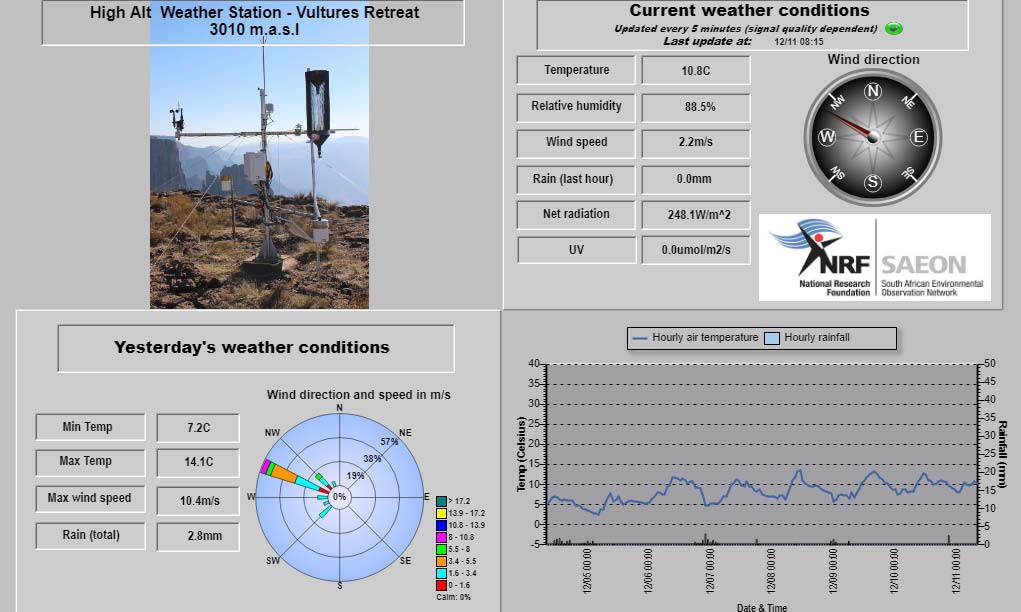 High Alt  Weather Station - Vultures Retreat
3010 m.a.s.l
Current weather conditions
Updated every 5 minutes (signal quality dependent)
Last update at: 12/11 08:15
Temperature 10.8C
Relative humidity 88.5%
Wind speed 2.2m/s
Rain (last hour) 0.0mm
Net radiation 248.1W/m^2
UV 0.0umol/m2/s
Wind direction
N
NW NE
W E
SW SE
S
NRF SAEON
National Research Foundation
South African Environmental Observation Network
Yesterday's weather conditions
Min Temp 7.2C
Max Temp 14.1C
Max wind speed 10.4m/s
Rain (total) 2.8mm
Wind direction and speed in m/s
N
NW NE
57%
38%
19%
W 0% E
SW SE
S
> 17.2
13.9 - 17.2
10.8 - 13.9
8 - 10.8
5.5 - 8
3.4 - 5.5
1.6 - 3.4
0 - 1.6
Calm: 0%
Hourly air temperature Hourly rainfall
Temp (Celsius)
40
35
30
25
20
15
10
5
0
-5
Rainfall (mm)
50
45
40
35
30
25
20
15
10
5
0
12/05 00:00
12/06 00:00
12/07 00:00
12/08 00:00
12/09 00:00
12/10 00:00
12/11 00:00
Date & Time